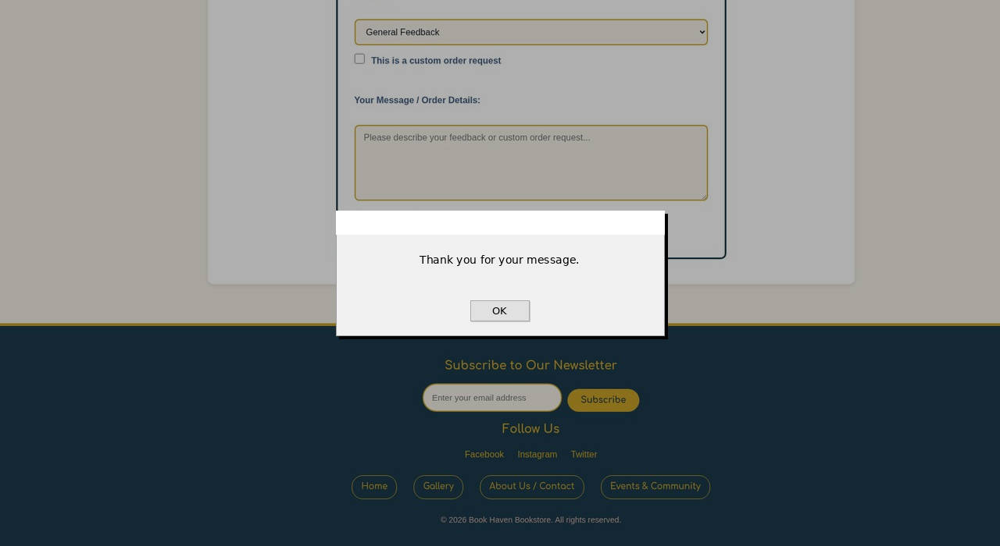 General Feedback
This is a custom order request
Your Message / Order Details:
Please describe your feedback or custom order request...
Thank you for your message.
OK
Subscribe to Our Newsletter
Enter your email address
Subscribe
Follow Us
Facebook Instagram Twitter
Home Gallery About Us / Contact Events & Community
© 2026 Book Haven Bookstore. All rights reserved.